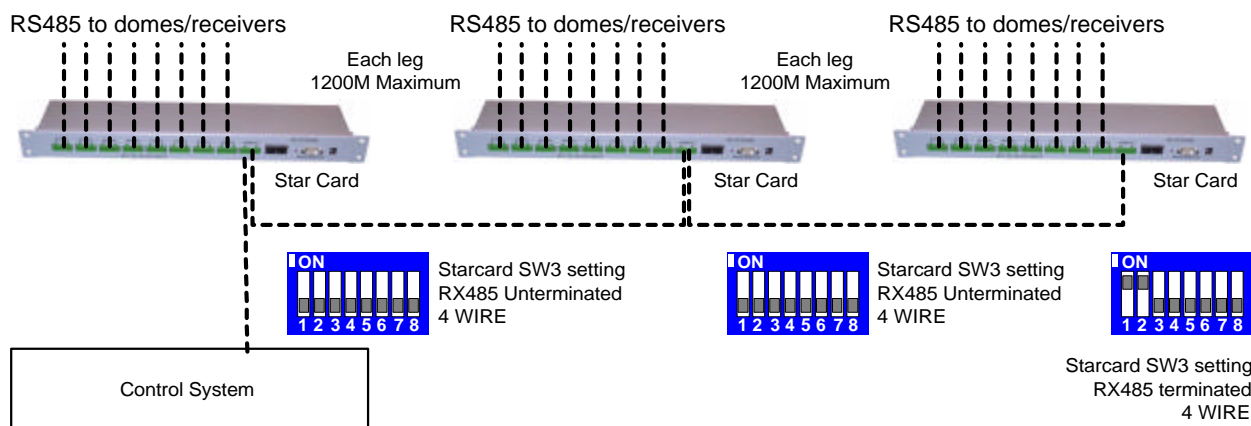 RS485 to domes/receivers
RS485 to domes/receivers
RS485 to domes/receivers
Each leg
1200M Maximum
Each leg
1200M Maximum
Star Card
Star Card
Star Card
ON
1 2 3 4 5 6 7 8
Starcard SW3 setting
RX485 Unterminated
4 WIRE
ON
1 2 3 4 5 6 7 8
Starcard SW3 setting
RX485 Unterminated
4 WIRE
ON
1 2 3 4 5 6 7 8
Starcard SW3 setting
RX485 terminated
4 WIRE
Control System